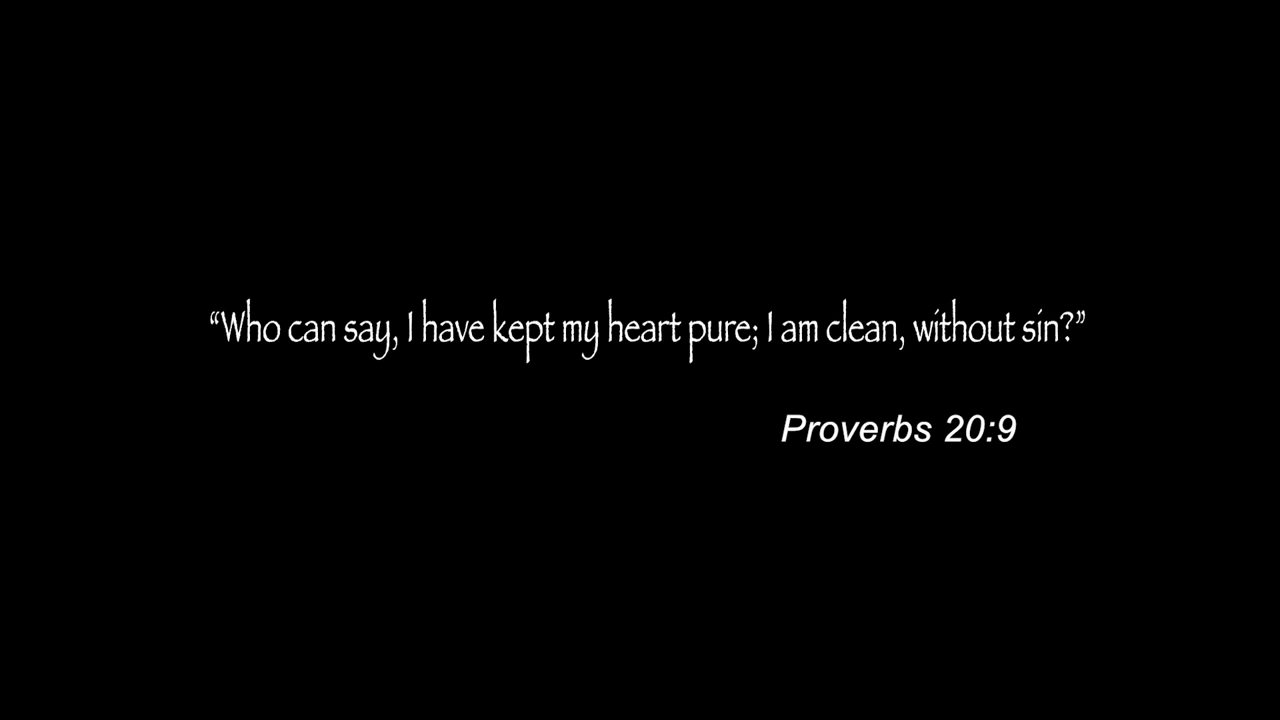 “Who can say, I have kept my heart pure; I am clean, without sin?”
Proverbs 20:9